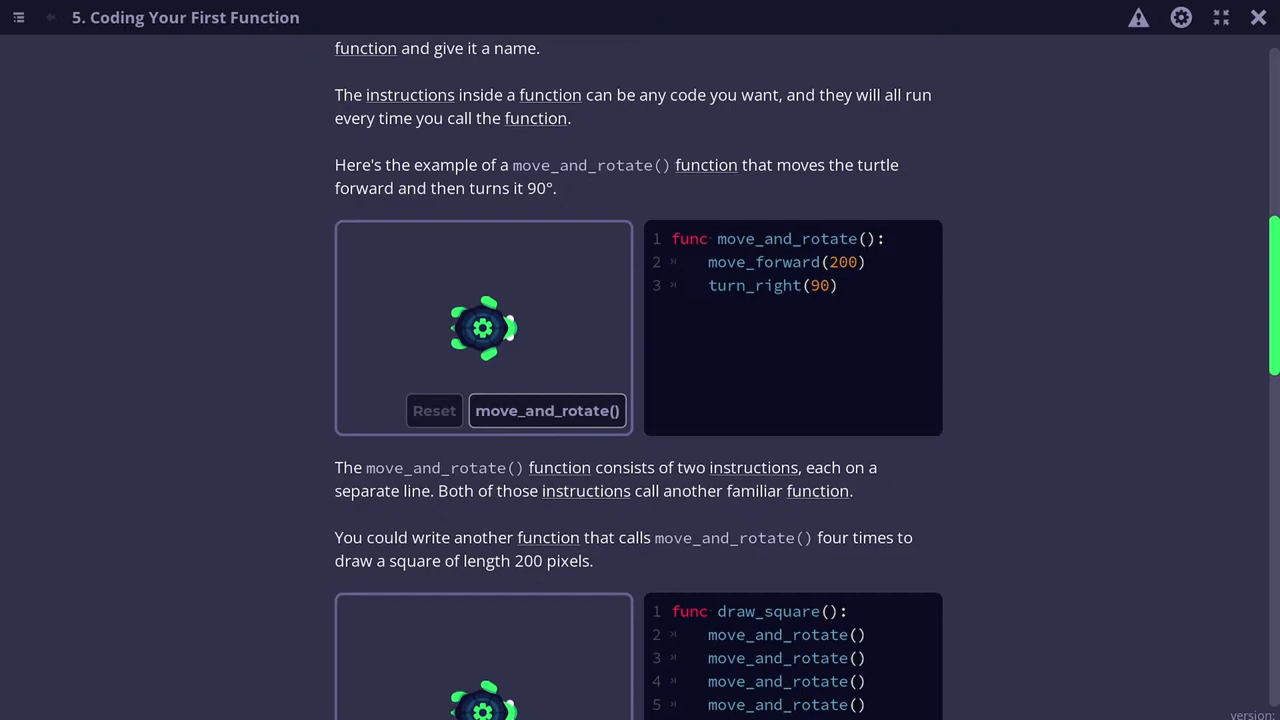 5. Coding Your First Function
function and give it a name.
The instructions inside a function can be any code you want, and they will all run
every time you call the function.
Here's the example of a move_and_rotate() function that moves the turtle
forward and then turns it 90°.
1 func move_and_rotate():
2 move_forward(200)
3 turn_right(90)
Reset move_and_rotate()
The move_and_rotate() function consists of two instructions, each on a
separate line. Both of those instructions call another familiar function.
You could write another function that calls move_and_rotate() four times to
draw a square of length 200 pixels.
1 func draw_square():
2 move_and_rotate()
3 move_and_rotate()
4 move_and_rotate()
5 move_and_rotate()
version: